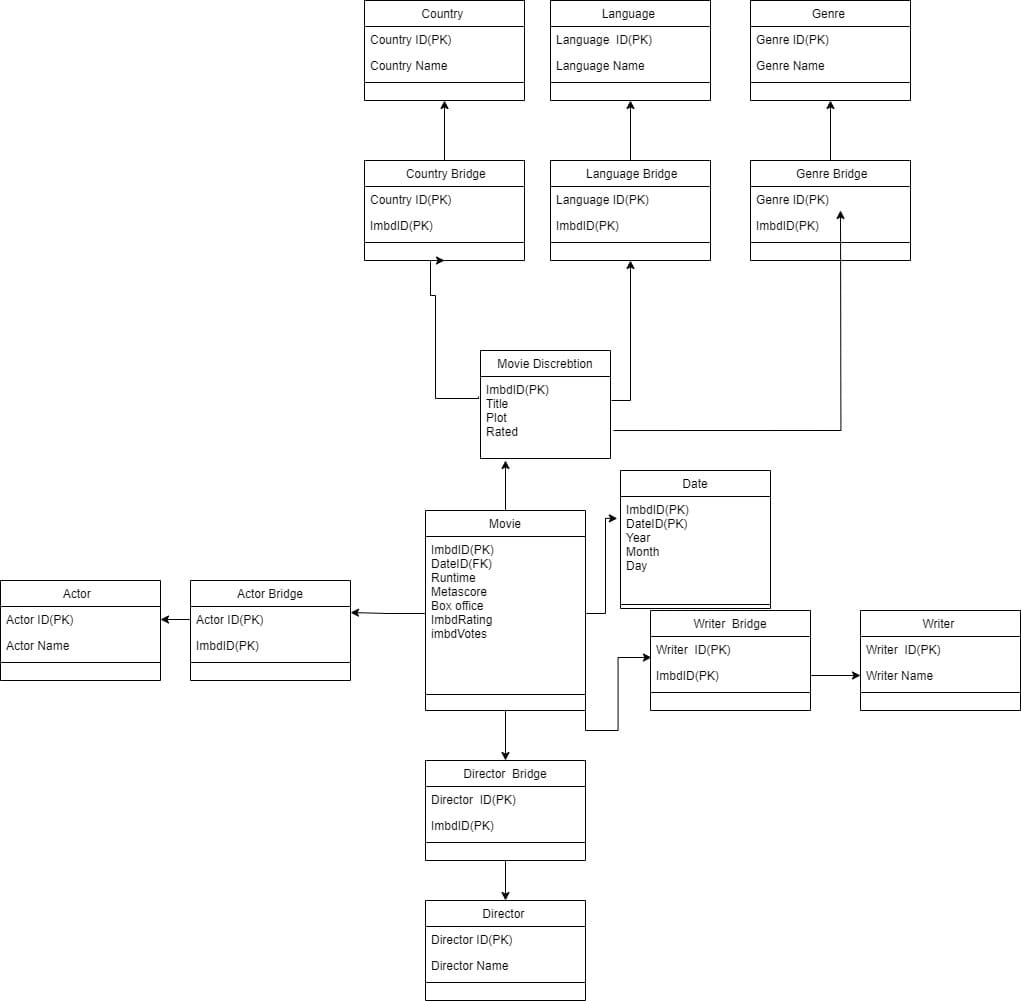 Country
Country ID(PK)
Country Name
Language
Language  ID(PK)
Language Name
Genre
Genre ID(PK)
Genre Name
Country Bridge
Country ID(PK)
ImbdID(PK)
Language Bridge
Language ID(PK)
ImbdID(PK)
Genre Bridge
Genre ID(PK)
ImbdID(PK)
Movie Discrebtion
ImbdID(PK)
Title
Plot
Rated
Date
ImbdID(PK)
DateID(PK)
Year
Month
Day
Movie
ImbdID(PK)
DateID(FK)
Runtime
Metascore
Box office
ImbdRating
imbdVotes
Actor
Actor ID(PK)
Actor Name
Actor Bridge
Actor ID(PK)
ImbdID(PK)
Writer  Bridge
Writer  ID(PK)
ImbdID(PK)
Writer
Writer  ID(PK)
Writer Name
Director  Bridge
Director  ID(PK)
ImbdID(PK)
Director
Director ID(PK)
Director Name